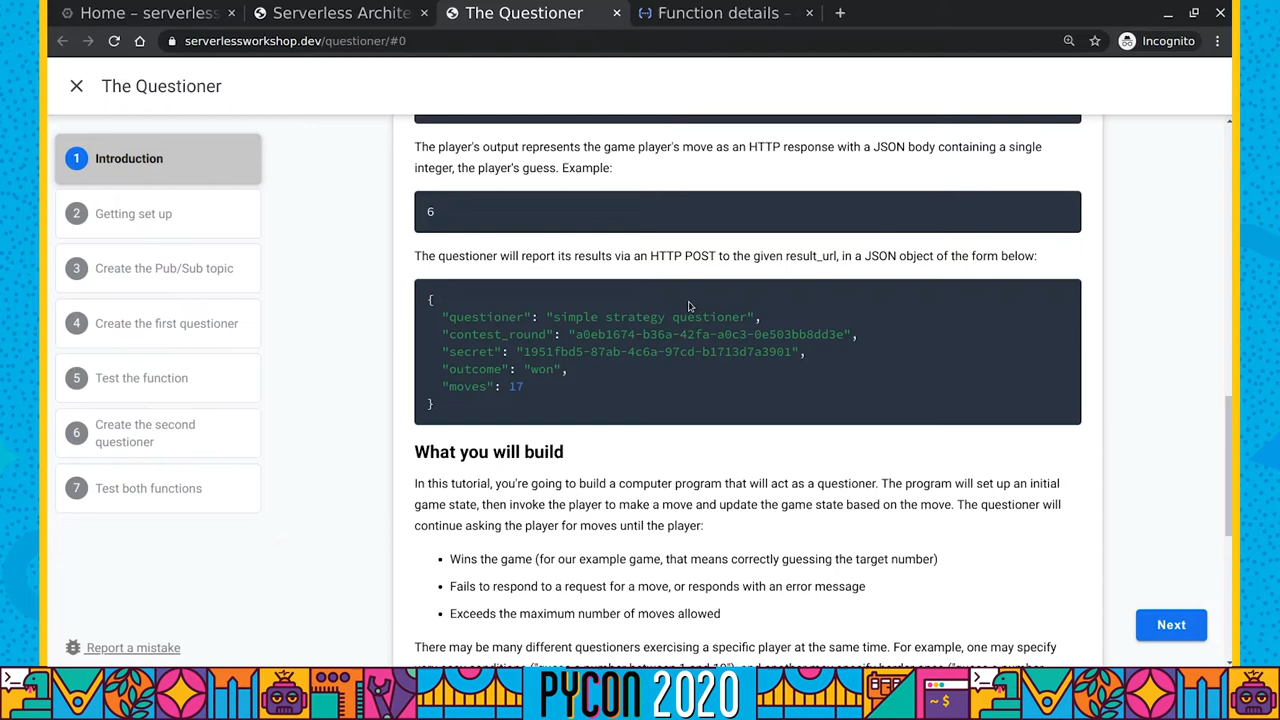 Home – serverless
Serverless Archite
The Questioner
Function details –
serverlessworkshop.dev/questioner/#0
Incognito
The Questioner
1 Introduction
2 Getting set up
3 Create the Pub/Sub topic
4 Create the first questioner
5 Test the function
6 Create the second
questioner
7 Test both functions
Report a mistake
The player's output represents the game player's move as an HTTP response with a JSON body containing a single
integer, the player's guess. Example:
6
The questioner will report its results via an HTTP POST to the given result_url, in a JSON object of the form below:
{
"questioner": "simple strategy questioner",
"contest_round": "a0eb1674-b36a-42fa-a0c3-0e503bb8dd3e",
"secret": "1951fbd5-87ab-4c6a-97cd-b1713d7a3901",
"outcome": "won",
"moves": 17
}
What you will build
In this tutorial, you're going to build a computer program that will act as a questioner. The program will set up an initial
game state, then invoke the player to make a move and update the game state based on the move. The questioner will
continue asking the player for moves until the player:
• Wins the game (for our example game, that means correctly guessing the target number)
• Fails to respond to a request for a move, or responds with an error message
• Exceeds the maximum number of moves allowed
There may be many different questioners exercising a specific player at the same time. For example, one may specify
Next
PYCON 2020
~$